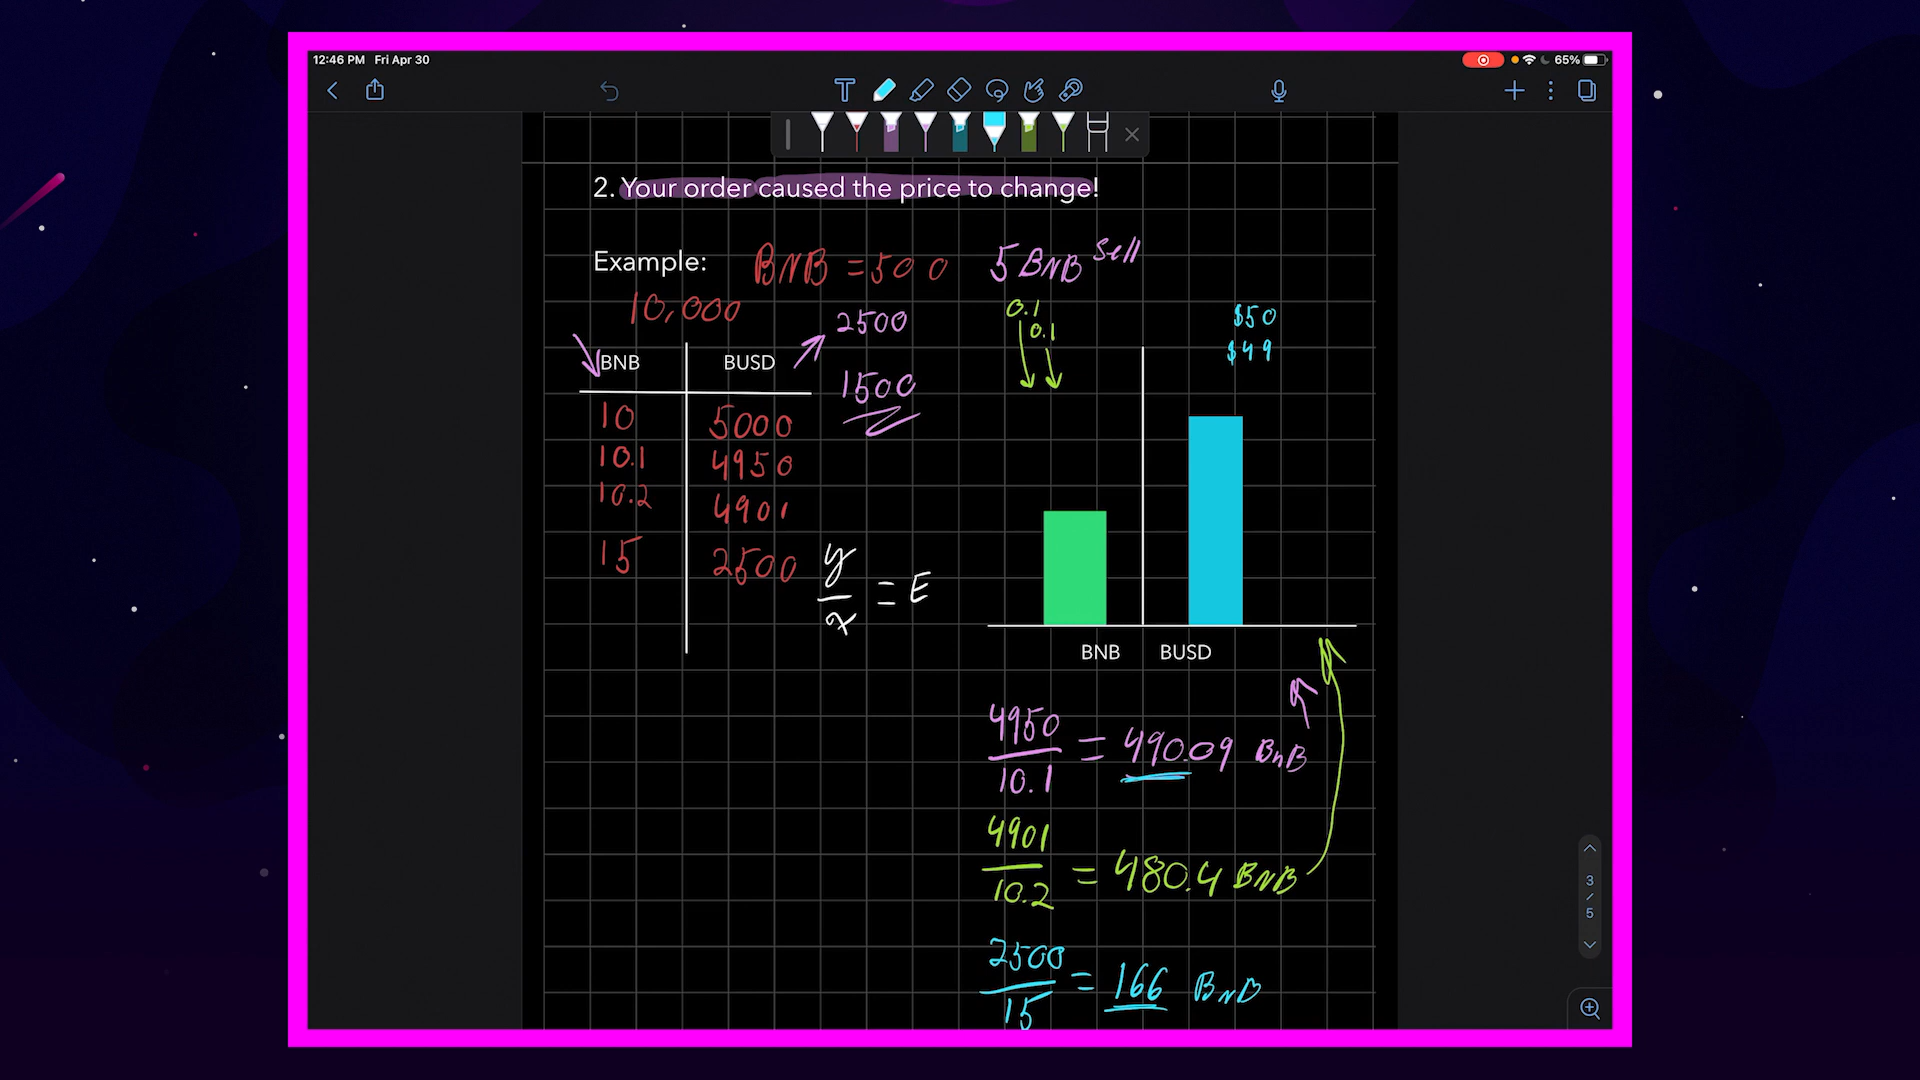 12:46 PM Fri Apr 30
65%
2. Your order caused the price to change!
Example: BNB = 500 5 BNB Sell
10,000
2500
0.1
0.1
$50
$49
BNB BUSD
1500
10 5000
10.1 4950
10.2 4901
15 2500
y/x = E
BNB BUSD
4950/10.1 = 490.09 BnB
4901/10.2 = 480.4 BNB
2500/15 = 166 BnB
3
/
5